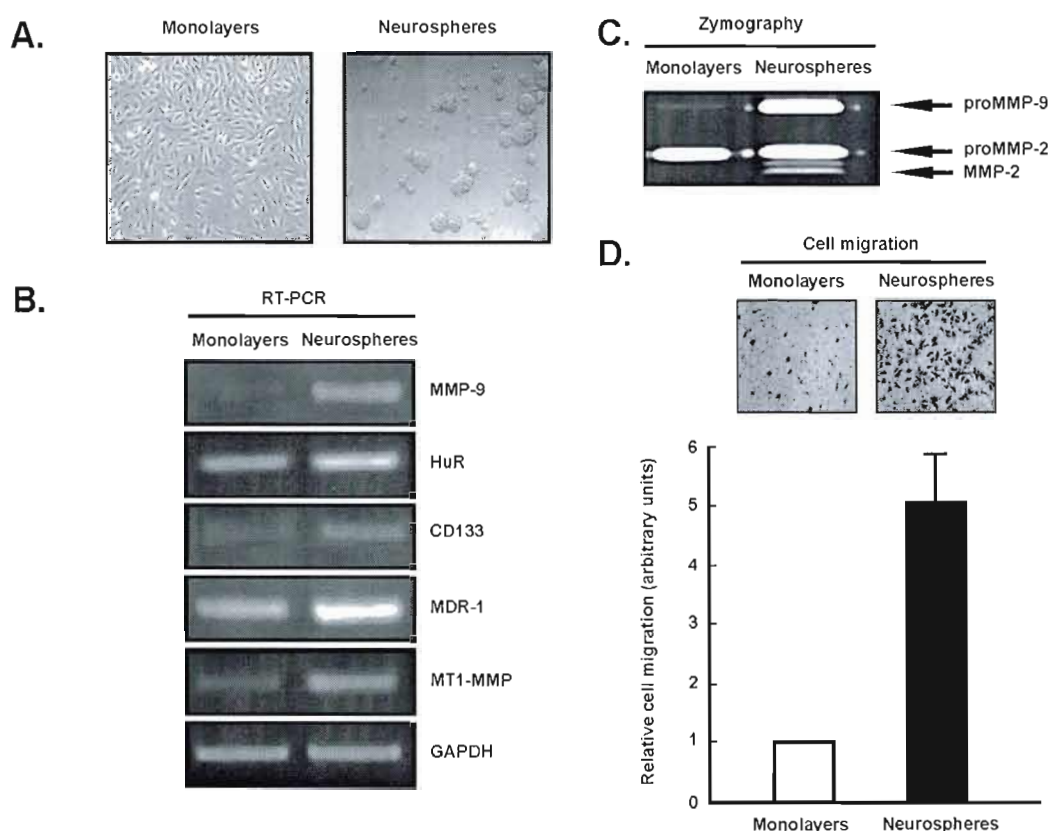 A.
Monolayers Neurospheres
B.
RT-PCR
Monolayers Neurospheres
MMP-9
HuR
CD133
MDR-1
MT1-MMP
GAPDH
C.
Zymography
Monolayers Neurospheres
proMMP-9
proMMP-2
MMP-2
D.
Cell migration
Monolayers Neurospheres
Relative cell migration (arbitrary units)
6
5
4
3
2
1
0
Monolayers Neurospheres